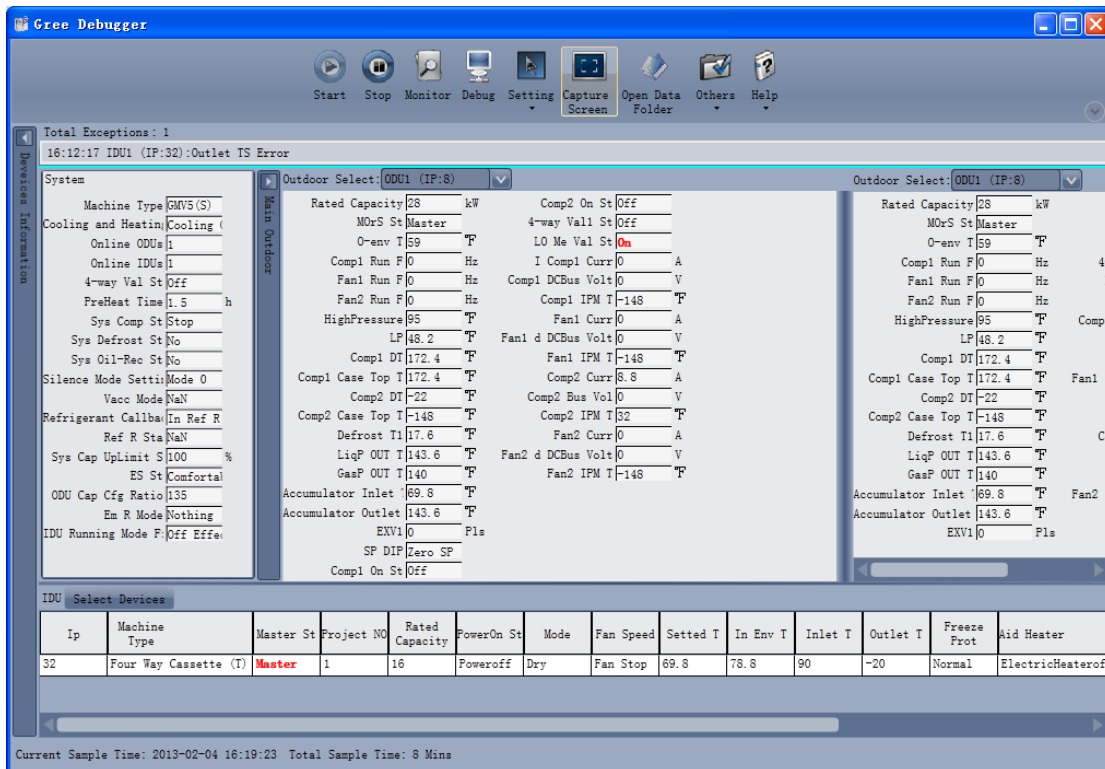 Gree Debugger
Start Stop Monitor Debug Setting Capture Screen Open Data Folder Others Help
Total Exceptions: 1
16:12:17 IDU1 (IP:32):Outlet TS Error
Deveices Information
System
Machine Type GMV5(S)
Cooling and Heatin Cooling (
Online ODUs 1
Online IDUs 1
4-way Val St Off
PreHeat Time 1.5 h
Sys Comp St Stop
Sys Defrost St No
Sys Oil-Rec St No
Silence Mode Setti Mode 0
Vacc Mode NaN
Refrigerant Callba In Ref R
Ref R Sta NaN
Sys Cap UpLimit S 100 %
ES St Comforta
ODU Cap Cfg Ratio 135
Em R Mode Nothing
IDU Running Mode F: Off Effe
Main Outdoor
Outdoor Select: ODU1 (IP:8)
Rated Capacity 28 kW
MOrS St Master
O-env T 59 ℉
Comp1 Run F 0 Hz
Fan1 Run F 0 Hz
Fan2 Run F 0 Hz
HighPressure 95 ℉
LP 48.2 ℉
Comp1 DT 172.4 ℉
Comp1 Case Top T 172.4 ℉
Comp2 DT -22 ℉
Comp2 Case Top T -148 ℉
Defrost T1 17.6 ℉
LiqP OUT T 143.6 ℉
GasP OUT T 140 ℉
Accumulator Inlet 69.8 ℉
Accumulator Outlet 143.6 ℉
EXV1 0 Pls
SP DIP Zero SP
Comp1 On St Off
Comp2 On St Off
4-way Val1 St Off
LO Me Val St On
I Comp1 Curr 0 A
Comp1 DCBus Volt 0 V
Comp1 IPM T -148 ℉
Fan1 Curr 0 A
Fan1 d DCBus Volt 0 V
Fan1 IPM T -148 ℉
Comp2 Curr 8.8 A
Comp2 Bus Vol 0 V
Comp2 IPM T 32 ℉
Fan2 Curr 0 A
Fan2 d DCBus Volt 0 V
Fan2 IPM T -148 ℉
Outdoor Select: ODU1 (IP:8)
Rated Capacity 28 kW
MOrS St Master
O-env T 59 ℉
Comp1 Run F 0 Hz 4
Fan1 Run F 0 Hz
Fan2 Run F 0 Hz
HighPressure 95 ℉ Comp
LP 48.2 ℉
Comp1 DT 172.4 ℉
Comp1 Case Top T 172.4 ℉ Fan1
Comp2 DT -22 ℉
Comp2 Case Top T -148 ℉
Defrost T1 17.6 ℉ C
LiqP OUT T 143.6 ℉
GasP OUT T 140 ℉
Accumulator Inlet 69.8 ℉ Fan2
Accumulator Outlet 143.6 ℉
EXV1 0 Pls
IDU Select Devices
Ip Machine Type Master St Project NO Rated Capacity PowerOn St Mode Fan Speed Setted T In Env T Inlet T Outlet T Freeze Prot Aid Heater
32 Four Way Cassette (T) Master 1 16 Poweroff Dry Fan Stop 69.8 78.8 90 -20 Normal ElectricHeaterof
Current Sample Time: 2013-02-04 16:19:23 Total Sample Time: 8 Mins